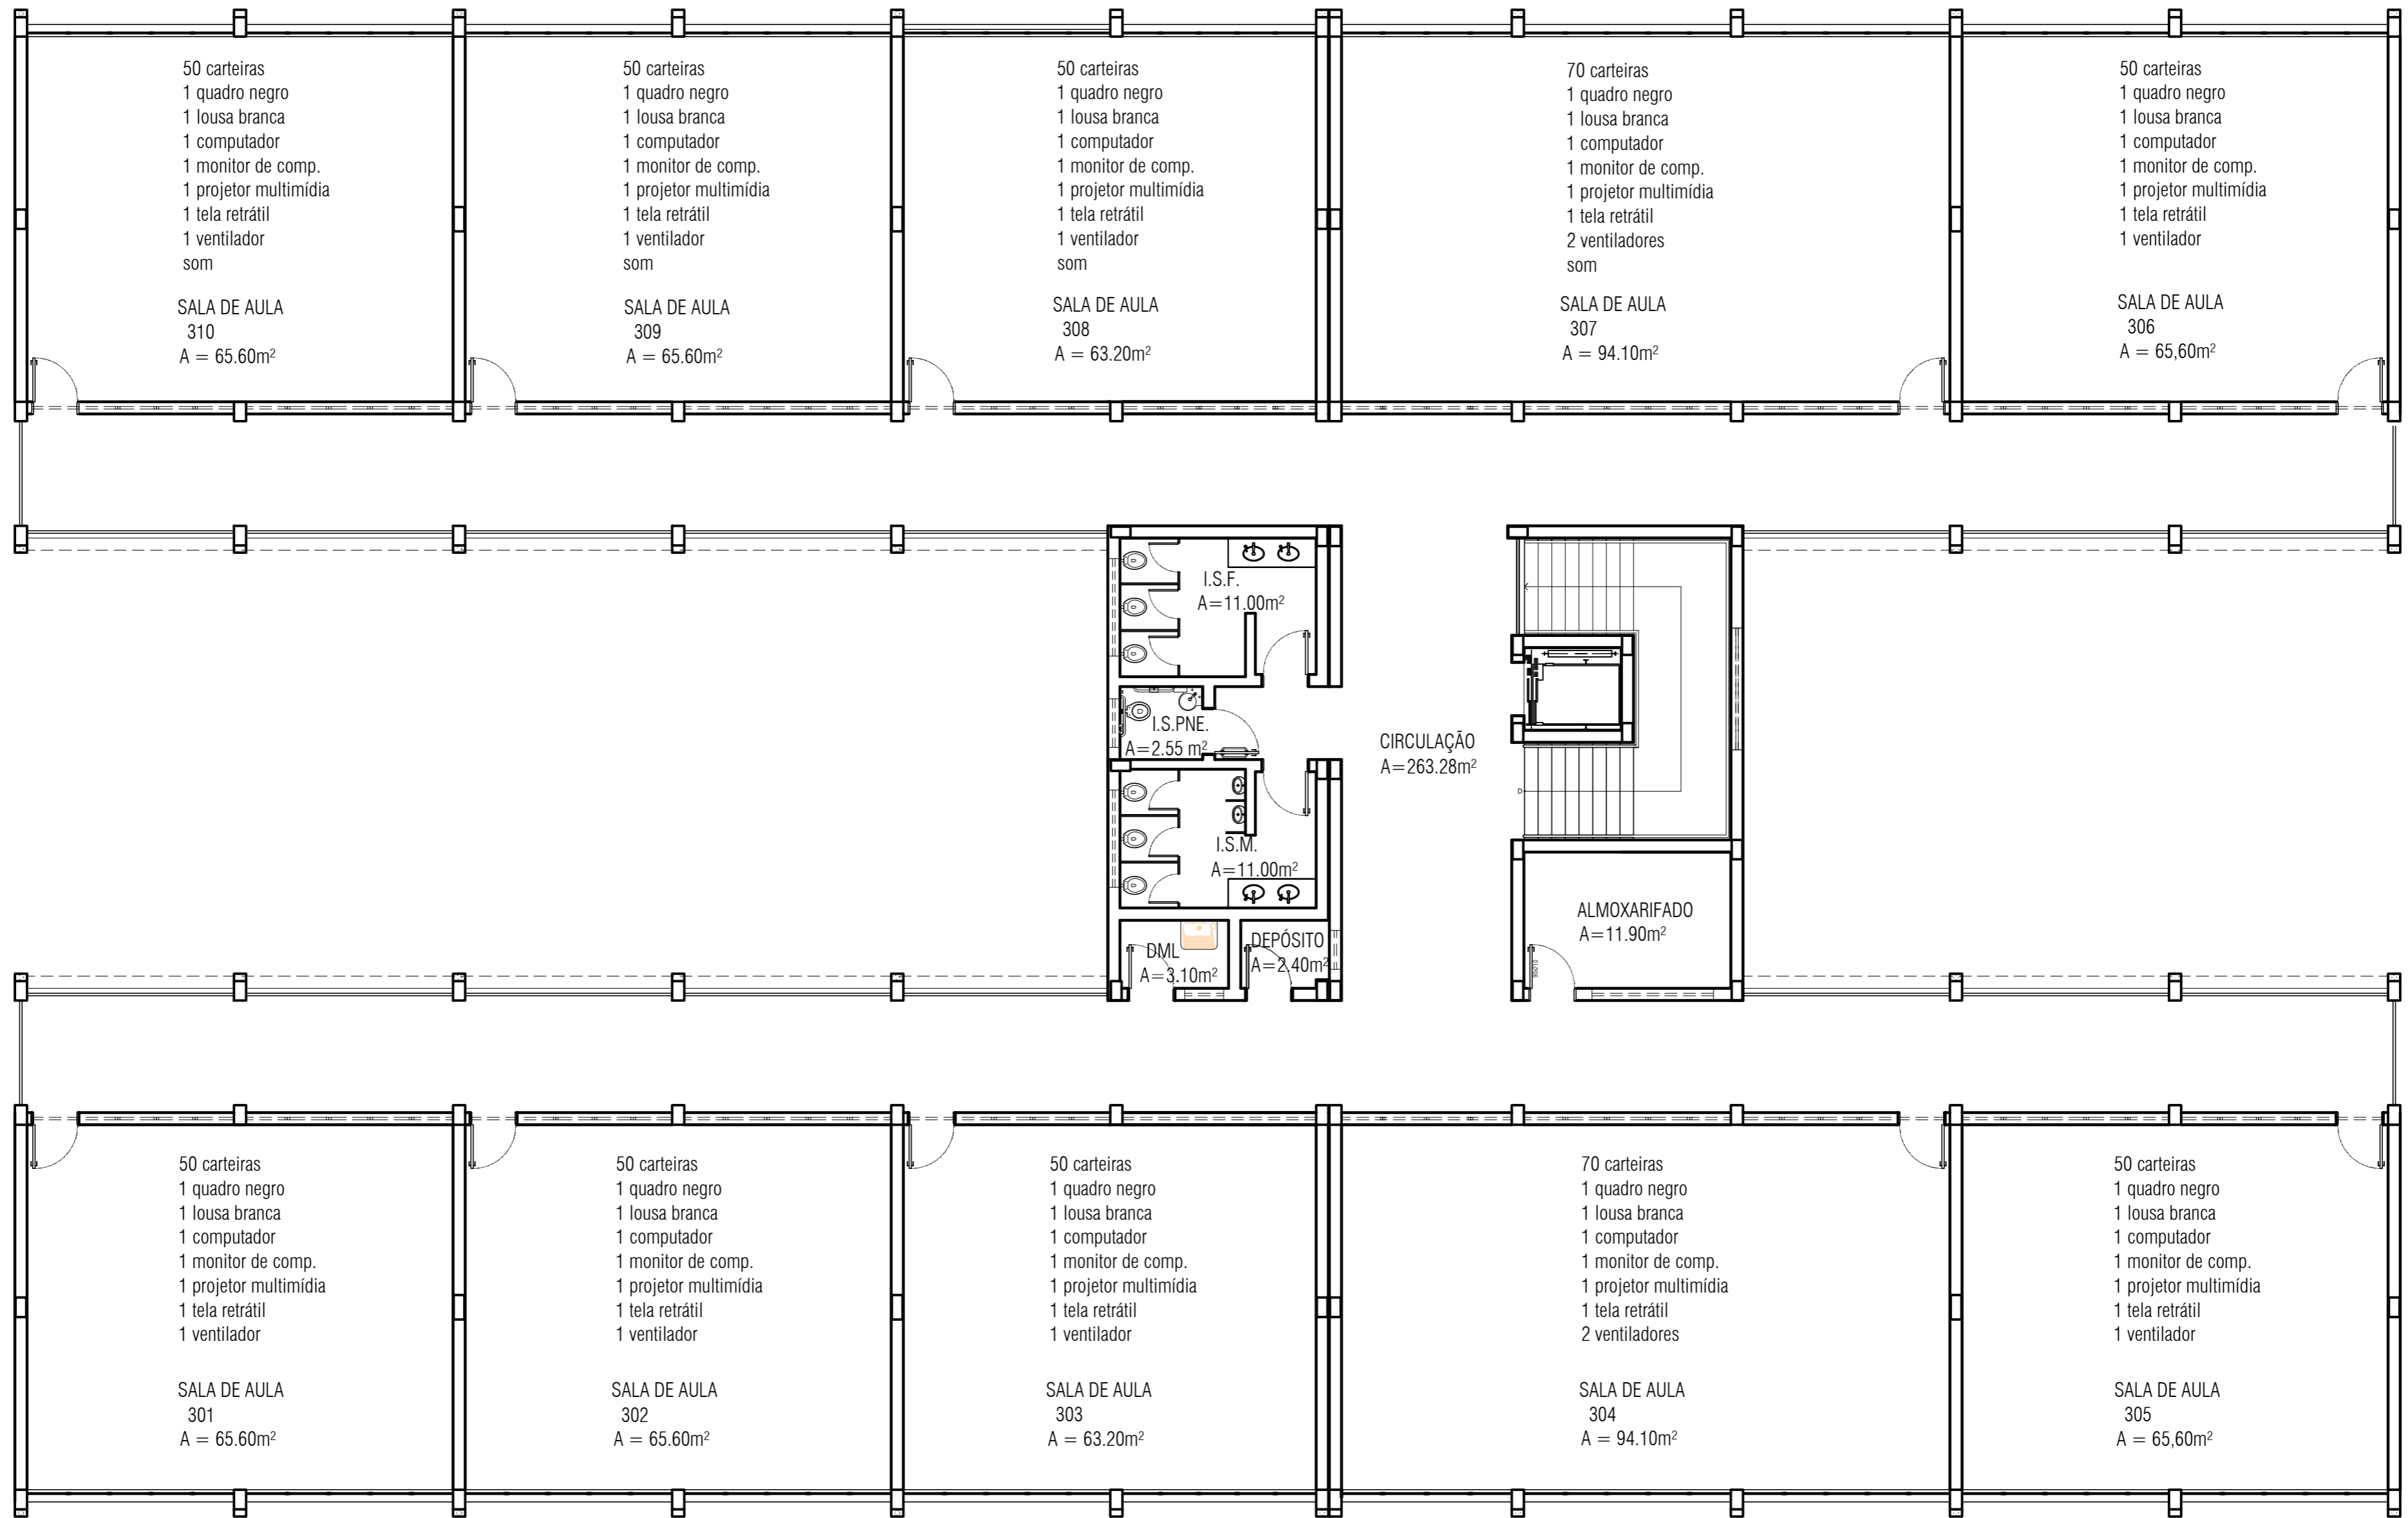 50 carteiras
1 quadro negro
1 lousa branca
1 computador
1 monitor de comp.
1 projetor multimídia
1 tela retrátil
1 ventilador
som
SALA DE AULA
310
A = 65.60m²
50 carteiras
1 quadro negro
1 lousa branca
1 computador
1 monitor de comp.
1 projetor multimídia
1 tela retrátil
1 ventilador
som
SALA DE AULA
309
A = 65.60m²
50 carteiras
1 quadro negro
1 lousa branca
1 computador
1 monitor de comp.
1 projetor multimídia
1 tela retrátil
1 ventilador
som
SALA DE AULA
308
A = 63.20m²
70 carteiras
1 quadro negro
1 lousa branca
1 computador
1 monitor de comp.
1 projetor multimídia
1 tela retrátil
2 ventiladores
som
SALA DE AULA
307
A = 94.10m²
50 carteiras
1 quadro negro
1 lousa branca
1 computador
1 monitor de comp.
1 projetor multimídia
1 tela retrátil
1 ventilador
SALA DE AULA
306
A = 65,60m²
I.S.F.
A=11.00m²
I.S.PNE.
A=2.55 m²
CIRCULAÇÃO
A=263.28m²
D
I.S.M.
A=11.00m²
DML
A=3.10m²
DEPÓSITO
A=2.40m²
ALMOXARIFADO
A=11.90m²
50 carteiras
1 quadro negro
1 lousa branca
1 computador
1 monitor de comp.
1 projetor multimídia
1 tela retrátil
1 ventilador
SALA DE AULA
301
A = 65.60m²
50 carteiras
1 quadro negro
1 lousa branca
1 computador
1 monitor de comp.
1 projetor multimídia
1 tela retrátil
1 ventilador
SALA DE AULA
302
A = 65.60m²
50 carteiras
1 quadro negro
1 lousa branca
1 computador
1 monitor de comp.
1 projetor multimídia
1 tela retrátil
1 ventilador
SALA DE AULA
303
A = 63.20m²
70 carteiras
1 quadro negro
1 lousa branca
1 computador
1 monitor de comp.
1 projetor multimídia
1 tela retrátil
2 ventiladores
SALA DE AULA
304
A = 94.10m²
50 carteiras
1 quadro negro
1 lousa branca
1 computador
1 monitor de comp.
1 projetor multimídia
1 tela retrátil
1 ventilador
SALA DE AULA
305
A = 65,60m²